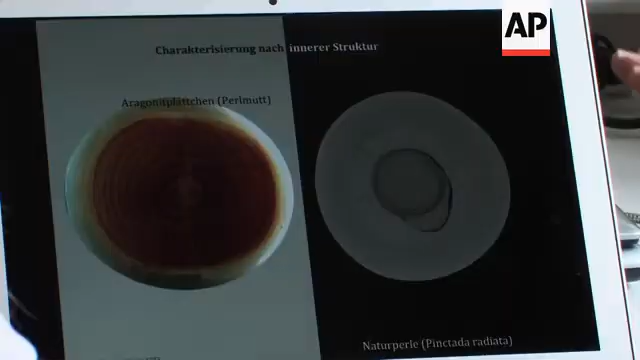 AP
Charakterisierung nach innerer Struktur
Aragonitplättchen (Perlmutt)
Naturperle (Pinctada radiata)